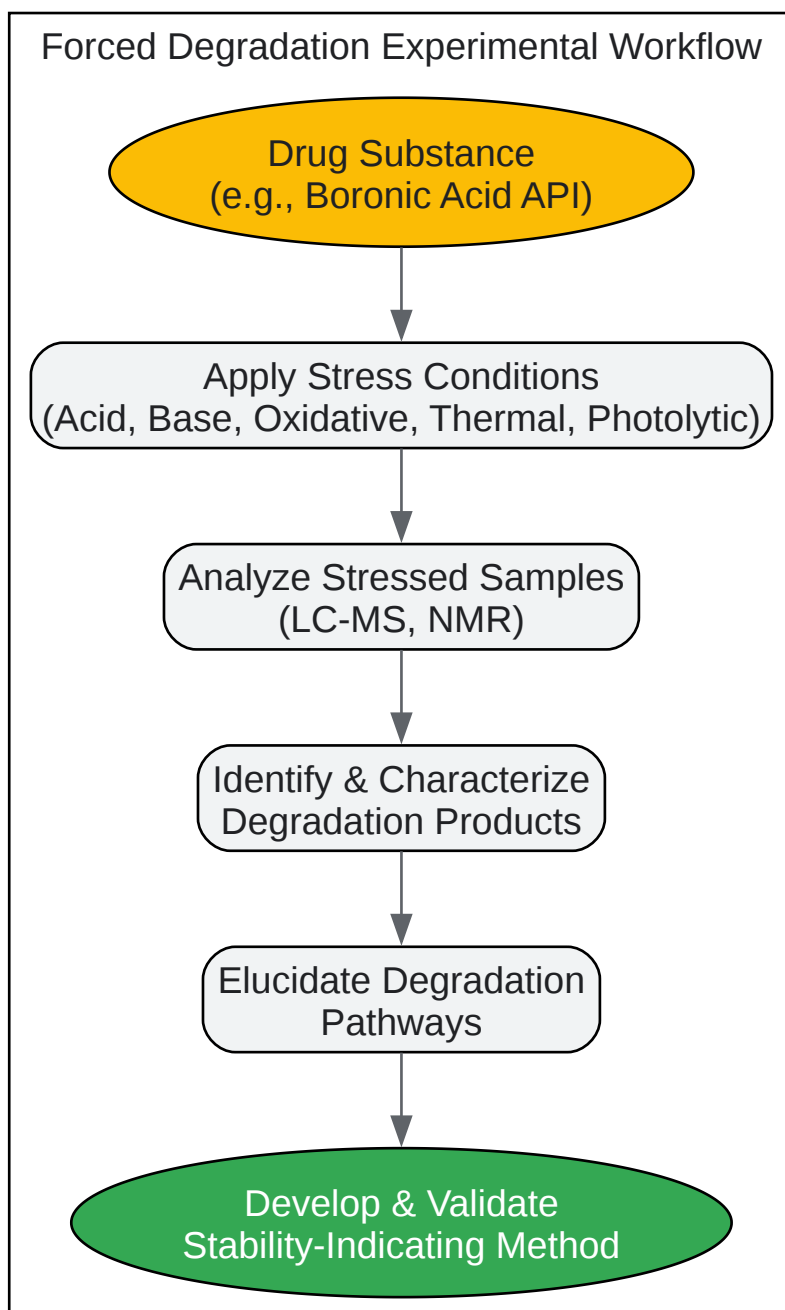 Forced Degradation Experimental Workflow
Drug Substance
(e.g., Boronic Acid API)
Apply Stress Conditions
(Acid, Base, Oxidative, Thermal, Photolytic)
Analyze Stressed Samples
(LC-MS, NMR)
Identify & Characterize
Degradation Products
Elucidate Degradation
Pathways
Develop & Validate
Stability-Indicating Method